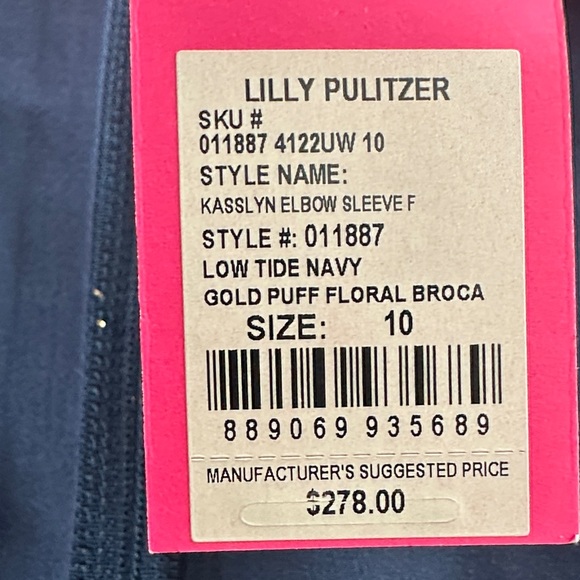 LILLY PULITZER
SKU #
011887 4122UW 10
STYLE NAME:
KASSLYN ELBOW SLEEVE F
STYLE #: 011887
LOW TIDE NAVY
GOLD PUFF FLORAL BROCA
SIZE: 10
889069 935689
MANUFACTURER'S SUGGESTED PRICE
$278.00